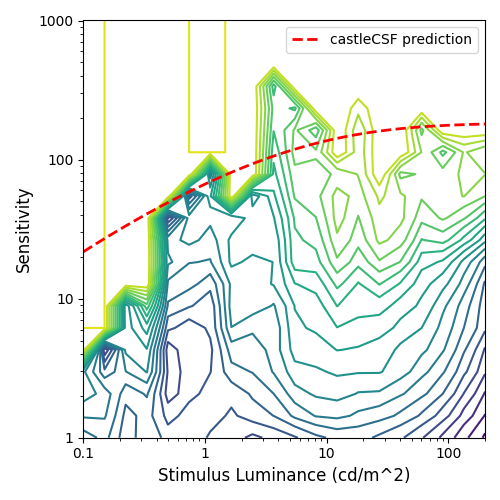 1000
castleCSF prediction
100
Sensitivity
10
1
0.1 1 10 100
Stimulus Luminance (cd/m^2)